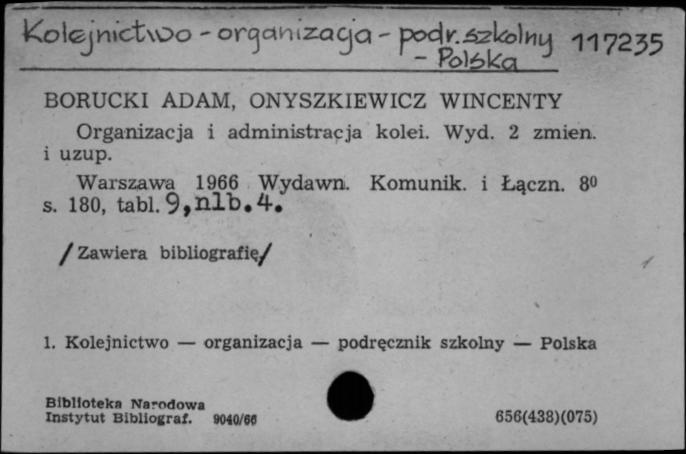 Kolejnictwo - organizacja - podr. szkolny 117235
- Polska
BORUCKI ADAM, ONYSZKIEWICZ WINCENTY
Organizacja i administracja kolei. Wyd. 2 zmien.
i uzup.
Warszawa 1966 Wydawn. Komunik. i Łączn. 8⁰
s. 180, tabl. 9, nlb. 4.
/Zawiera bibliografię/
1. Kolejnictwo — organizacja — podręcznik szkolny — Polska
Biblioteka Narodowa
Instytut Bibliograf. 9040/66 656(438)(075)